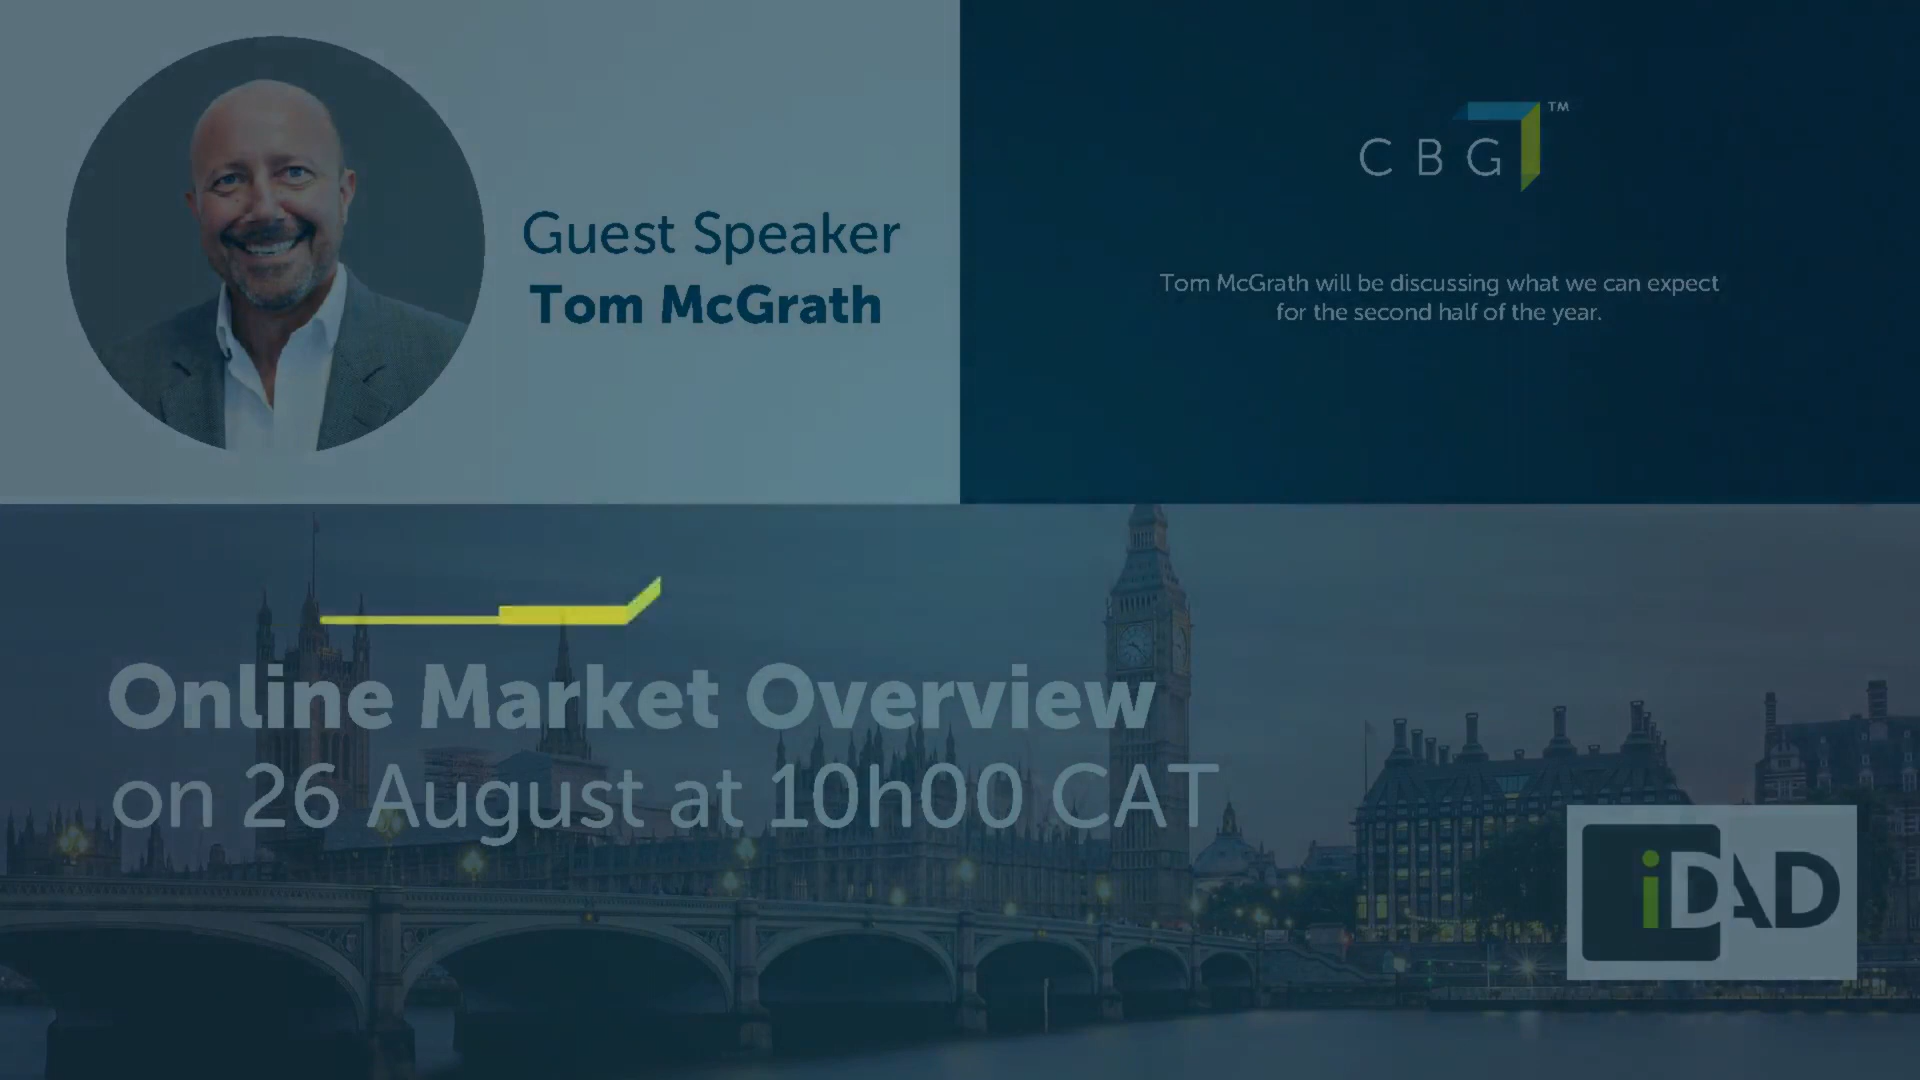 Guest Speaker
Tom McGrath
CBG™
Tom McGrath will be discussing what we can expect
for the second half of the year.
Online Market Overview
on 26 August at 10h00 CAT
iDAD